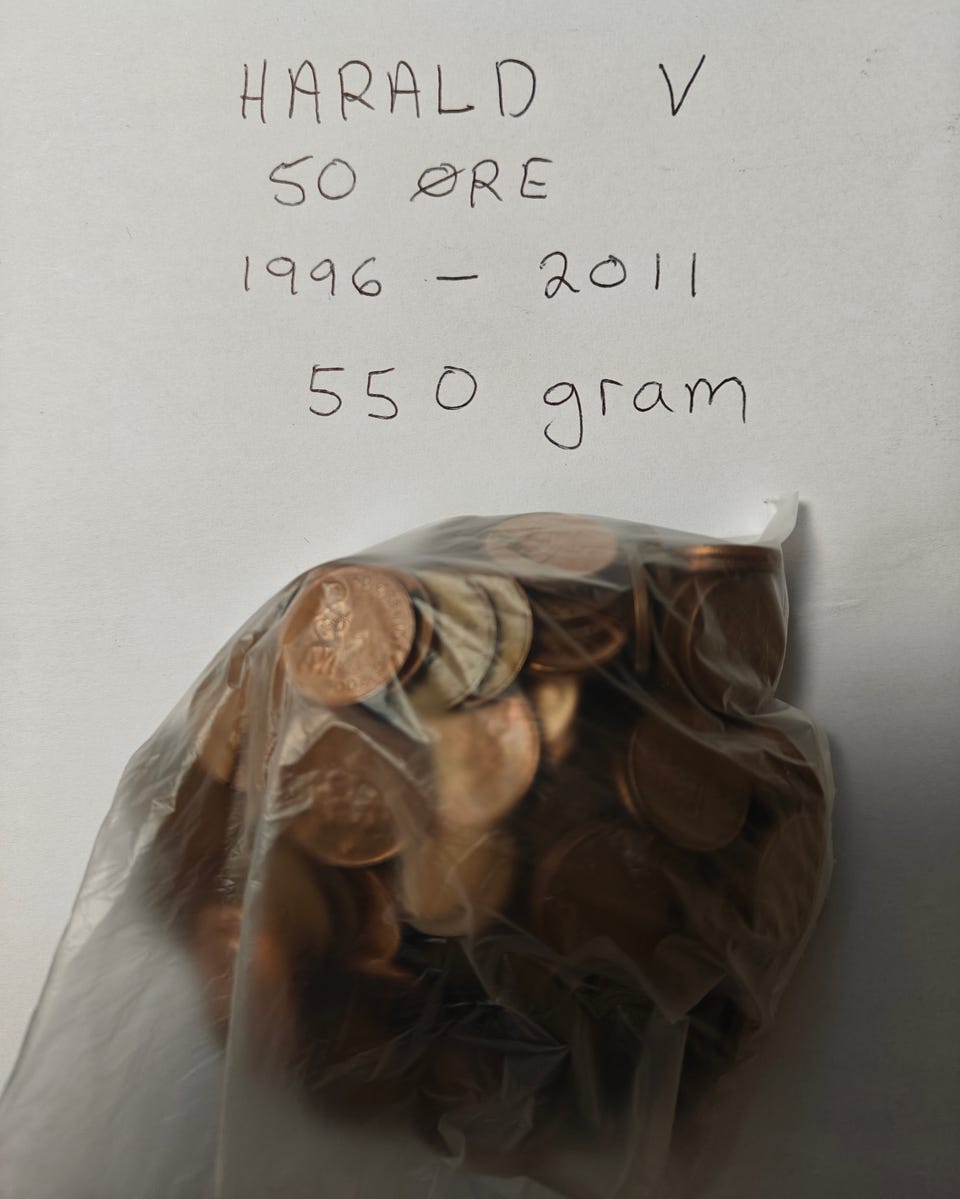 HARALD V
50 ØRE
1996 - 2011
550 gram